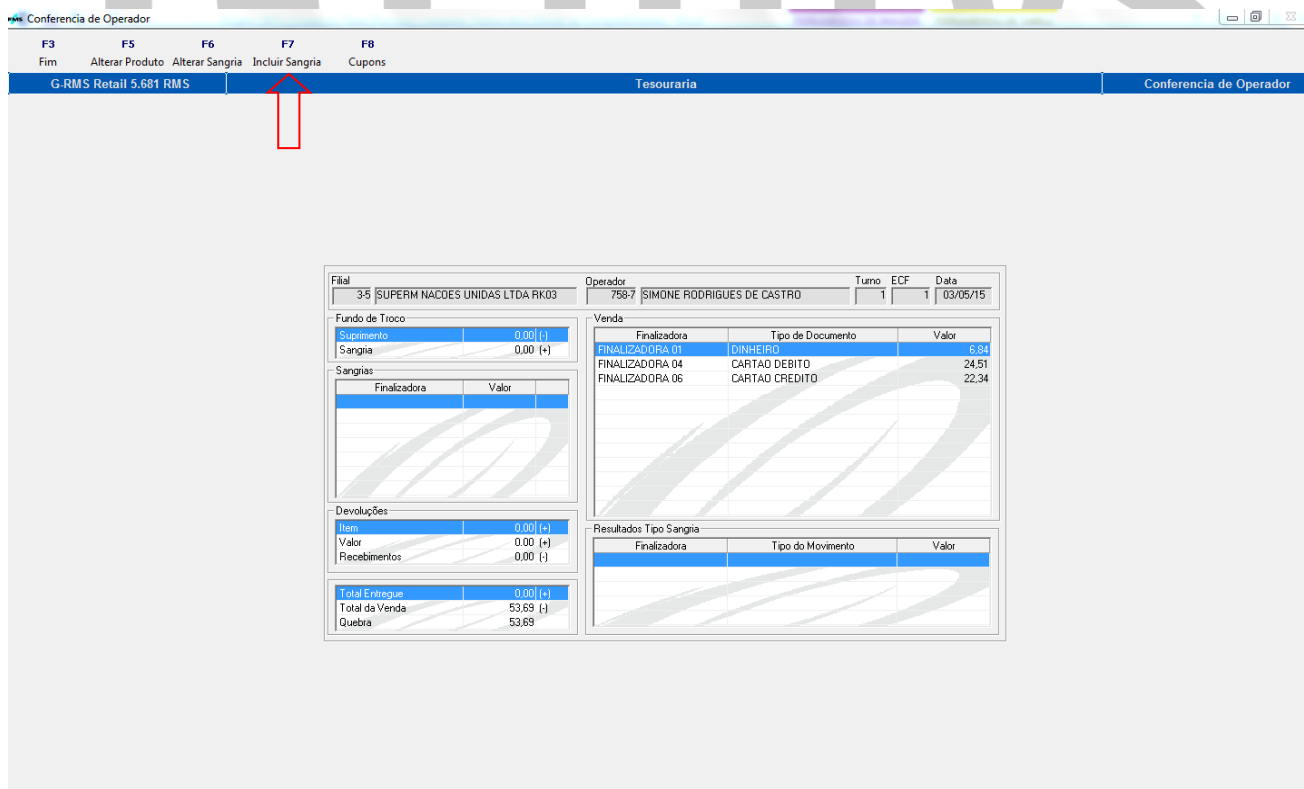 RMS Conferencia de Operador
F3 F5 F6 F7 F8
Fim Alterar Produto Alterar Sangria Incluir Sangria Cupons
G-RMS Retail 5.681 RMS Tesouraria Conferencia de Operador
Filial Operador Turno ECF Data
3-5 SUPERM NACOES UNIDAS LTDA RK03 758-7 SIMONE RODRIGUES DE CASTRO 1 1 03/05/15
Fundo de Troco
Suprimento 0,00 (-)
Sangria 0,00 (+)
Sangrias
Finalizadora Valor
Devoluções
Item 0,00 (+)
Valor 0.00 (+)
Recebimentos 0,00 (-)
Total Entregue 0,00 (+)
Total da Venda 53,69 (-)
Quebra 53,69
Venda
Finalizadora Tipo de Documento Valor
FINALIZADORA 01 DINHEIRO 6,84
FINALIZADORA 04 CARTAO DEBITO 24,51
FINALIZADORA 06 CARTAO CREDITO 22,34
Resultados Tipo Sangria
Finalizadora Tipo do Movimento Valor